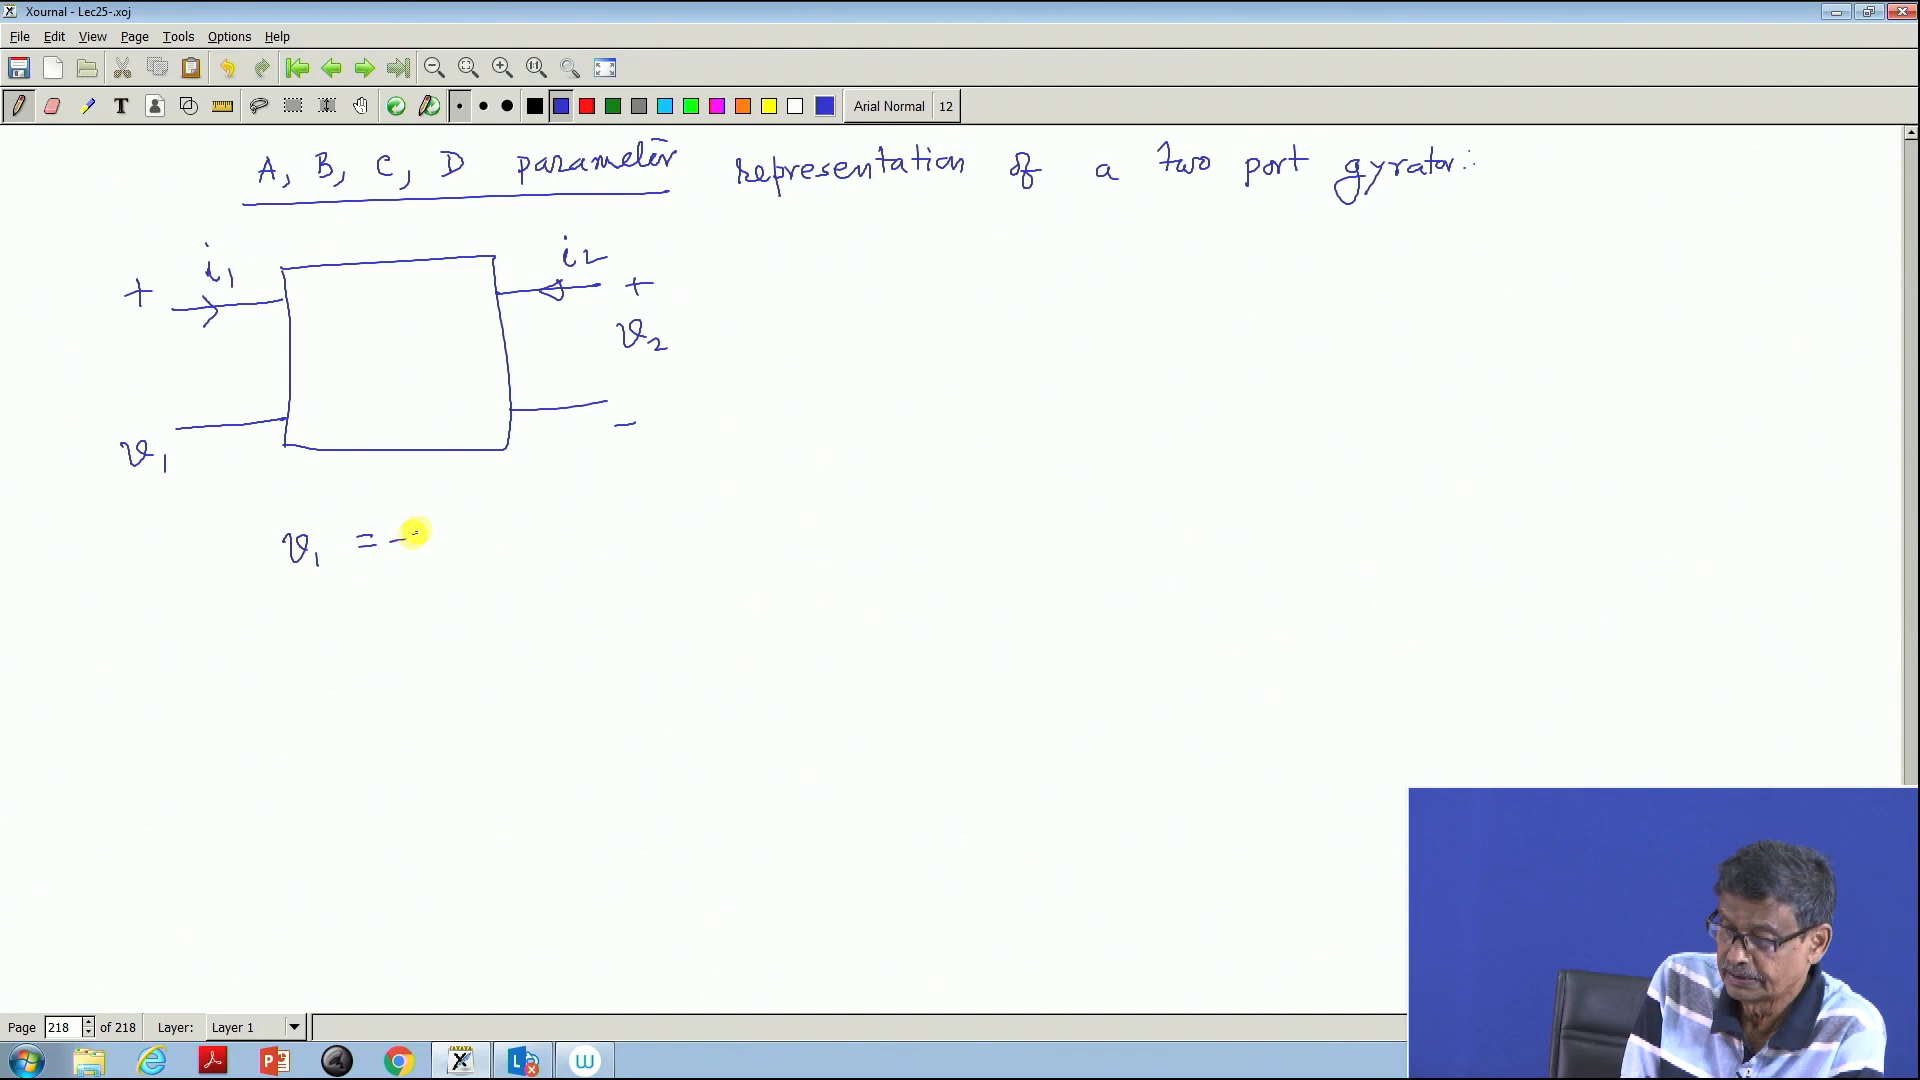 Xournal - Lec25-.xoj
File Edit View Page Tools Options Help
Arial Normal 12
A, B, C, D parameter representation of a two port gyrator:
i1
i2
+
+
v2
v1
-
v1 = -
Page 218 of 218 Layer: Layer 1